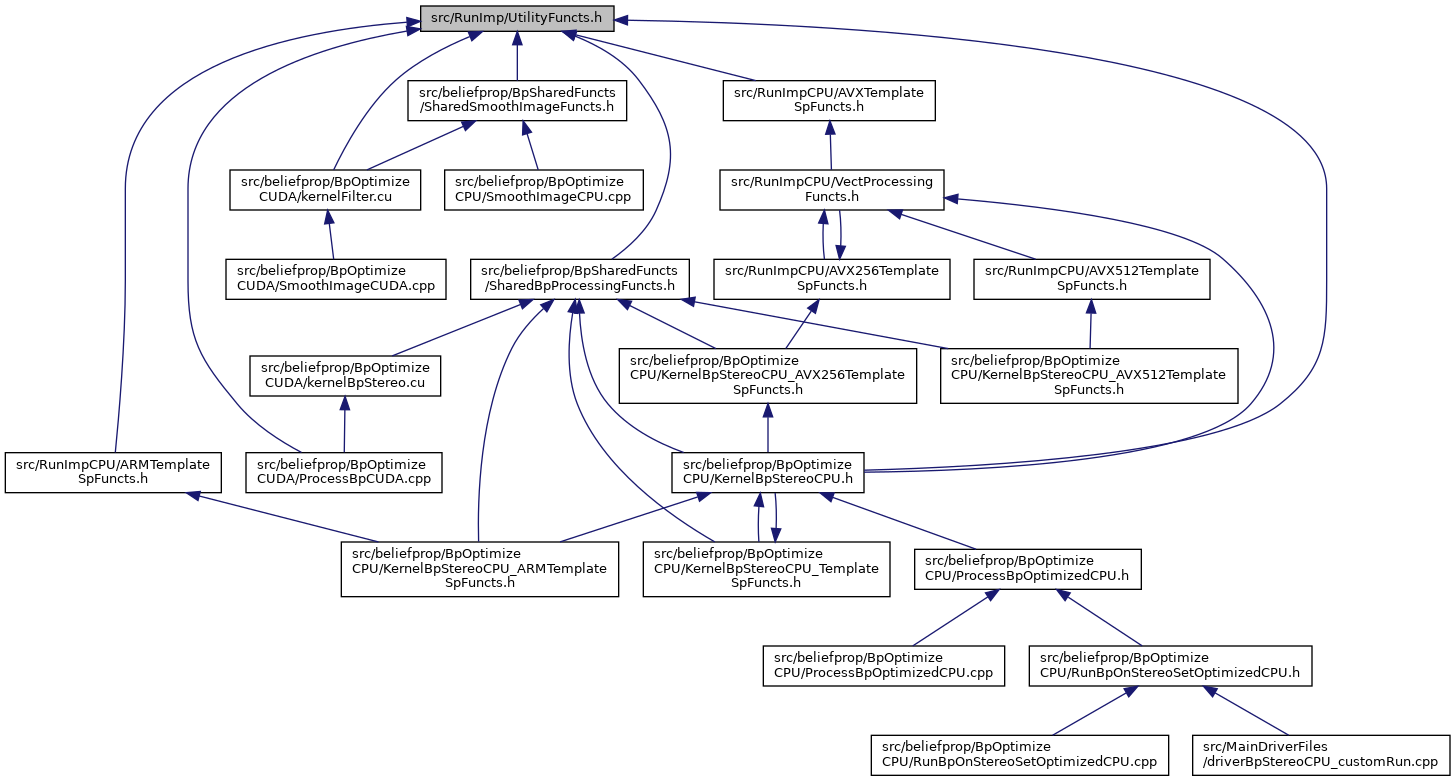 src/RunImp/UtilityFuncts.h
src/beliefprop/BpSharedFuncts
/SharedSmoothImageFuncts.h
src/RunImpCPU/AVXTemplate
SpFuncts.h
src/beliefprop/BpOptimize
CUDA/kernelFilter.cu
src/beliefprop/BpOptimize
CPU/SmoothImageCPU.cpp
src/RunImpCPU/VectProcessing
Functs.h
src/beliefprop/BpOptimize
CUDA/SmoothImageCUDA.cpp
src/beliefprop/BpSharedFuncts
/SharedBpProcessingFuncts.h
src/RunImpCPU/AVX256Template
SpFuncts.h
src/RunImpCPU/AVX512Template
SpFuncts.h
src/beliefprop/BpOptimize
CUDA/kernelBpStereo.cu
src/beliefprop/BpOptimize
CPU/KernelBpStereoCPU_AVX256Template
SpFuncts.h
src/beliefprop/BpOptimize
CPU/KernelBpStereoCPU_AVX512Template
SpFuncts.h
src/RunImpCPU/ARMTemplate
SpFuncts.h
src/beliefprop/BpOptimize
CUDA/ProcessBpCUDA.cpp
src/beliefprop/BpOptimize
CPU/KernelBpStereoCPU.h
src/beliefprop/BpOptimize
CPU/KernelBpStereoCPU_ARMTemplate
SpFuncts.h
src/beliefprop/BpOptimize
CPU/KernelBpStereoCPU_Template
SpFuncts.h
src/beliefprop/BpOptimize
CPU/ProcessBpOptimizedCPU.h
src/beliefprop/BpOptimize
CPU/ProcessBpOptimizedCPU.cpp
src/beliefprop/BpOptimize
CPU/RunBpOnStereoSetOptimizedCPU.h
src/beliefprop/BpOptimize
CPU/RunBpOnStereoSetOptimizedCPU.cpp
src/MainDriverFiles
/driverBpStereoCPU_customRun.cpp